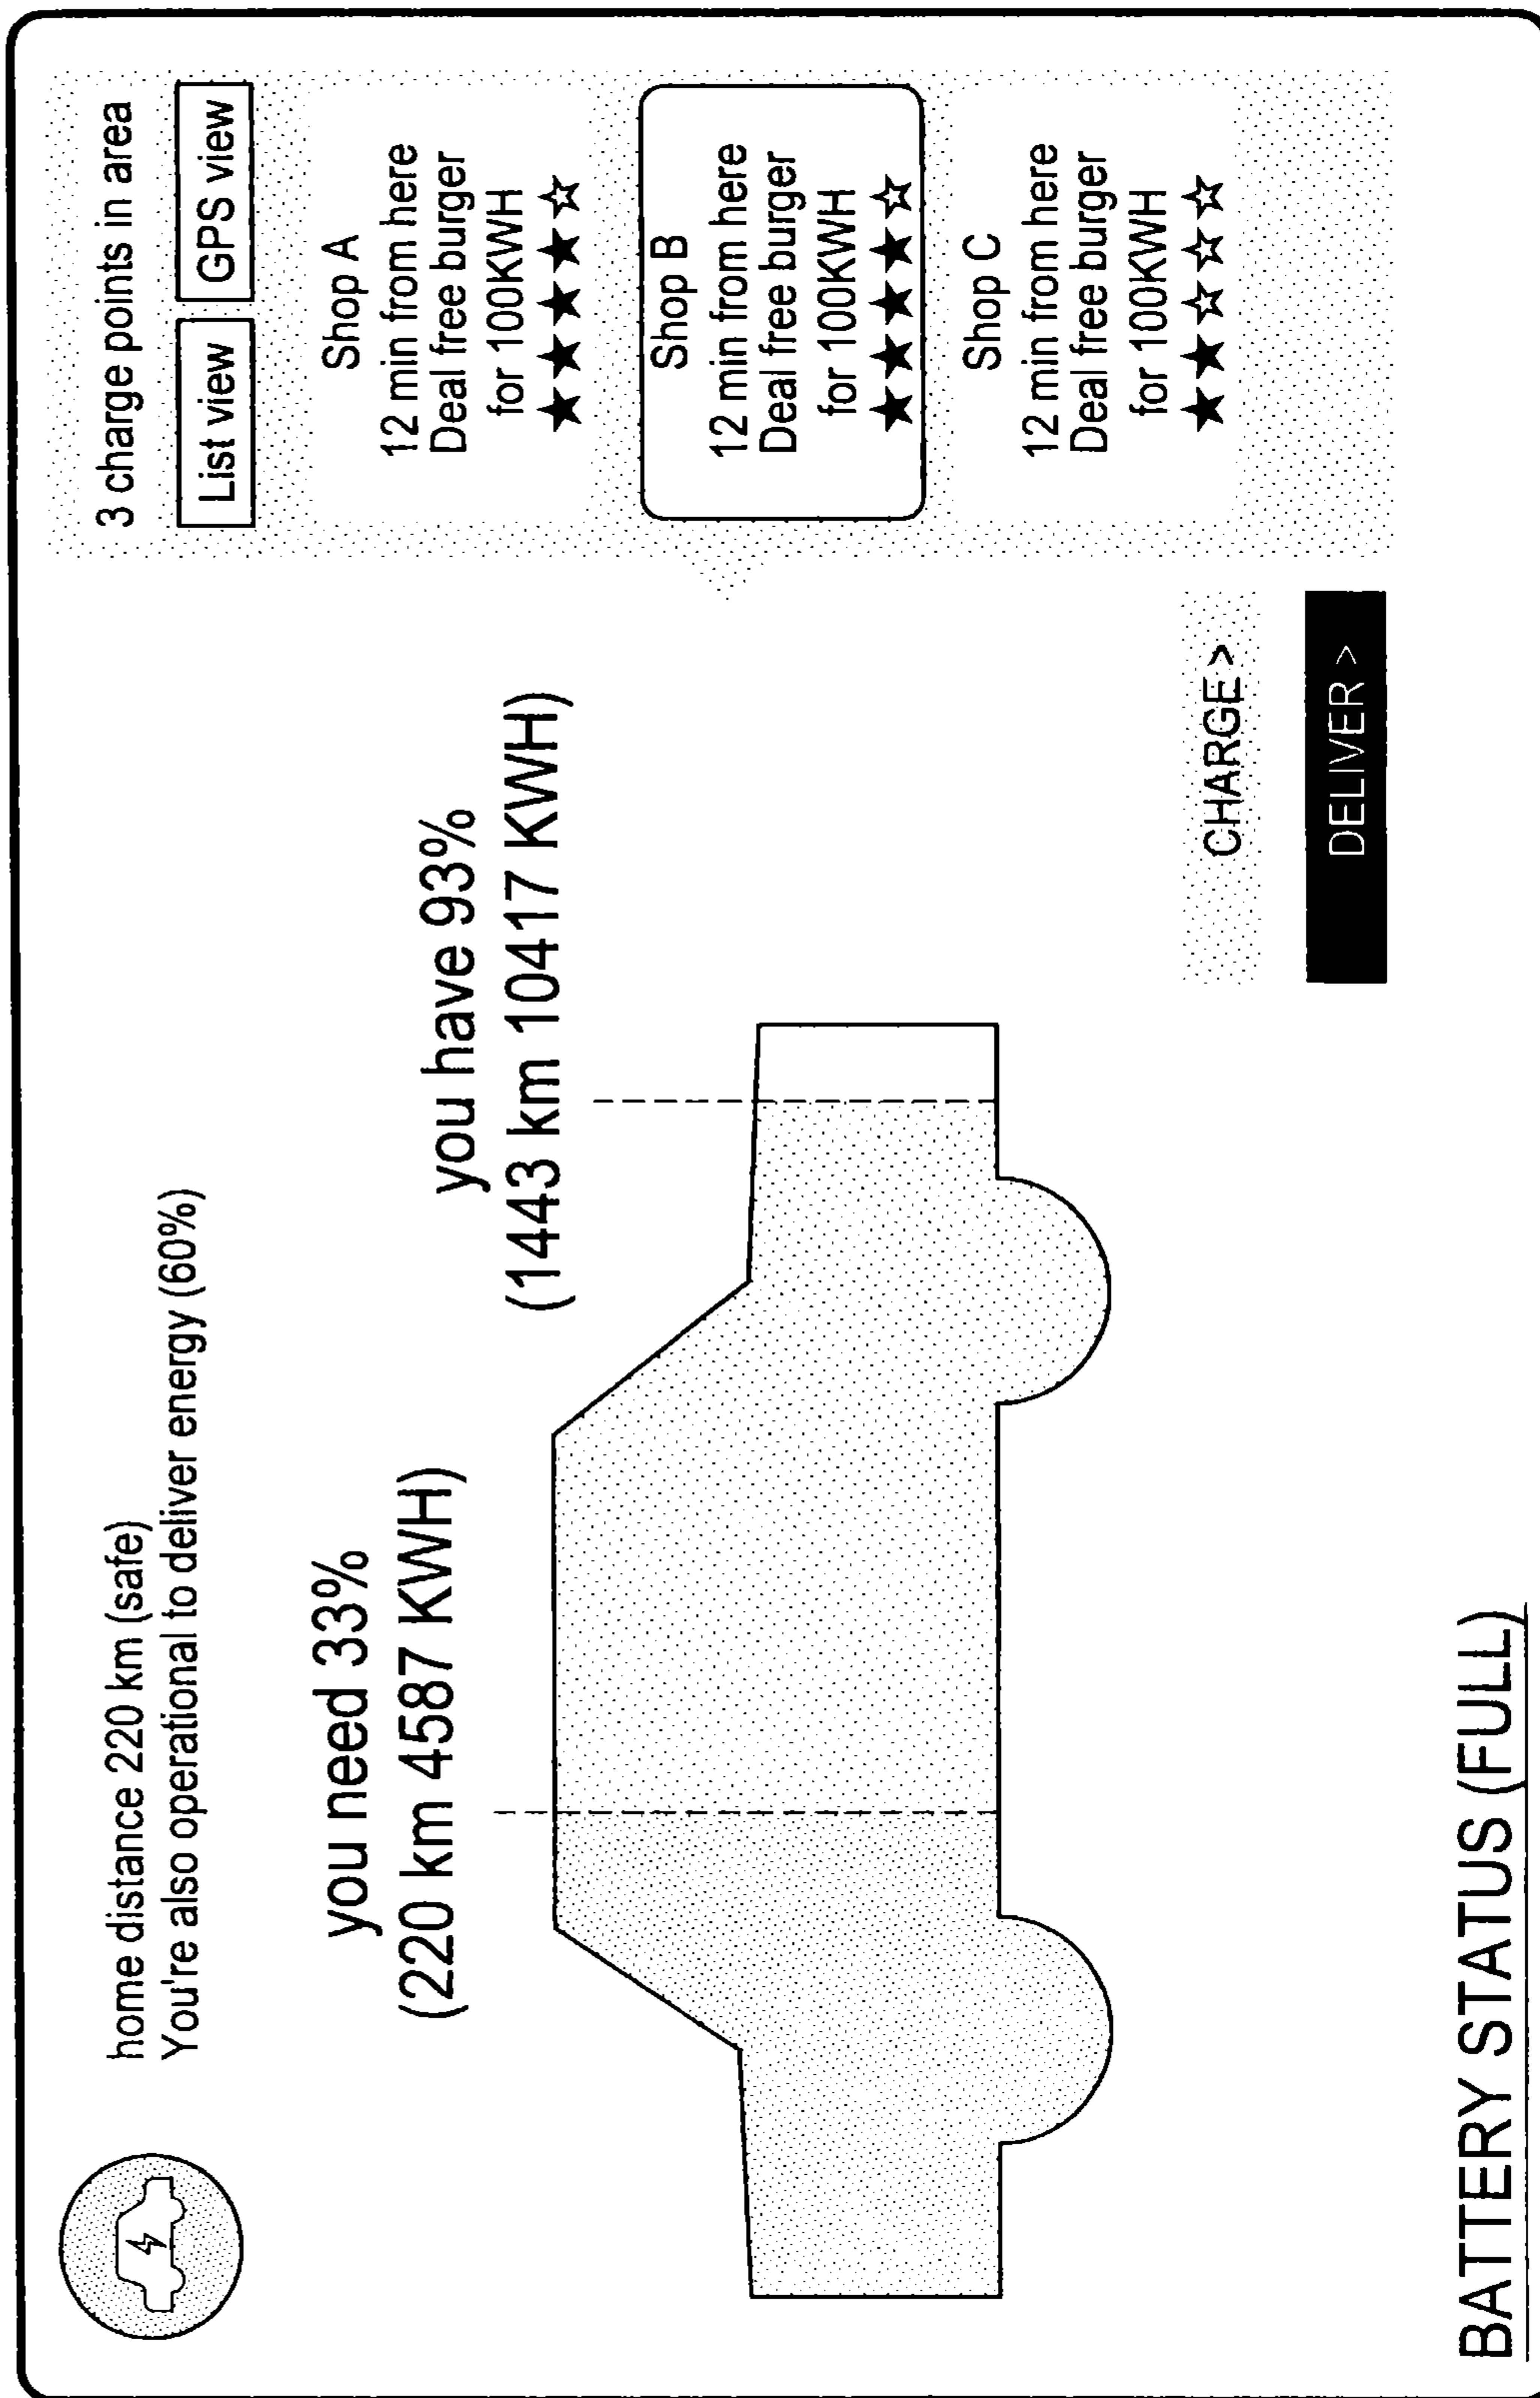 home distance 220 km (safe)
You're also operational to deliver energy (60%)
you need 33%
(220 km 4587 KWH)
you have 93%
(1443 km 10417 KWH)
3 charge points in area
List view
GPS view
Shop A
12 min from here
Deal free burger
for 100KWH
Shop B
12 min from here
Deal free burger
for 100KWH
Shop C
12 min from here
Deal free burger
for 100KWH
CHARGE >
DELIVER >
BATTERY STATUS (FULL)